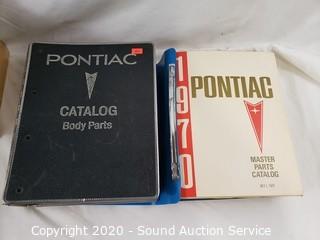 PONTIAC
CATALOG
Body Parts
1970
PONTIAC
MASTER
PARTS
CATALOG
Copyright © 2020 - Sound Auction Service